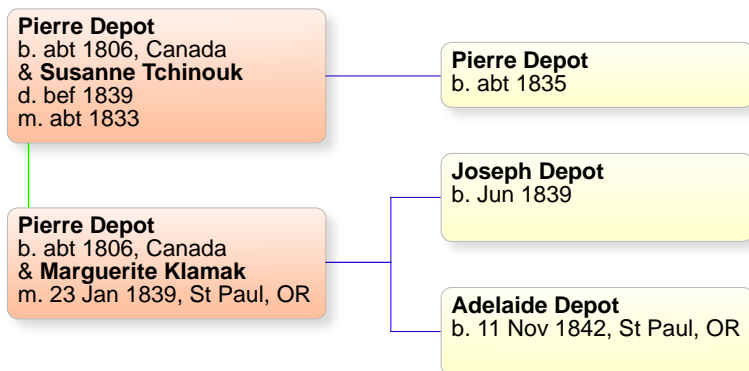 Pierre Depot
b. abt 1806, Canada
& Susanne Tchinouk
d. bef 1839
m. abt 1833
Pierre Depot
b. abt 1835
Pierre Depot
b. abt 1806, Canada
& Marguerite Klamak
m. 23 Jan 1839, St Paul, OR
Joseph Depot
b. Jun 1839
Adelaide Depot
b. 11 Nov 1842, St Paul, OR